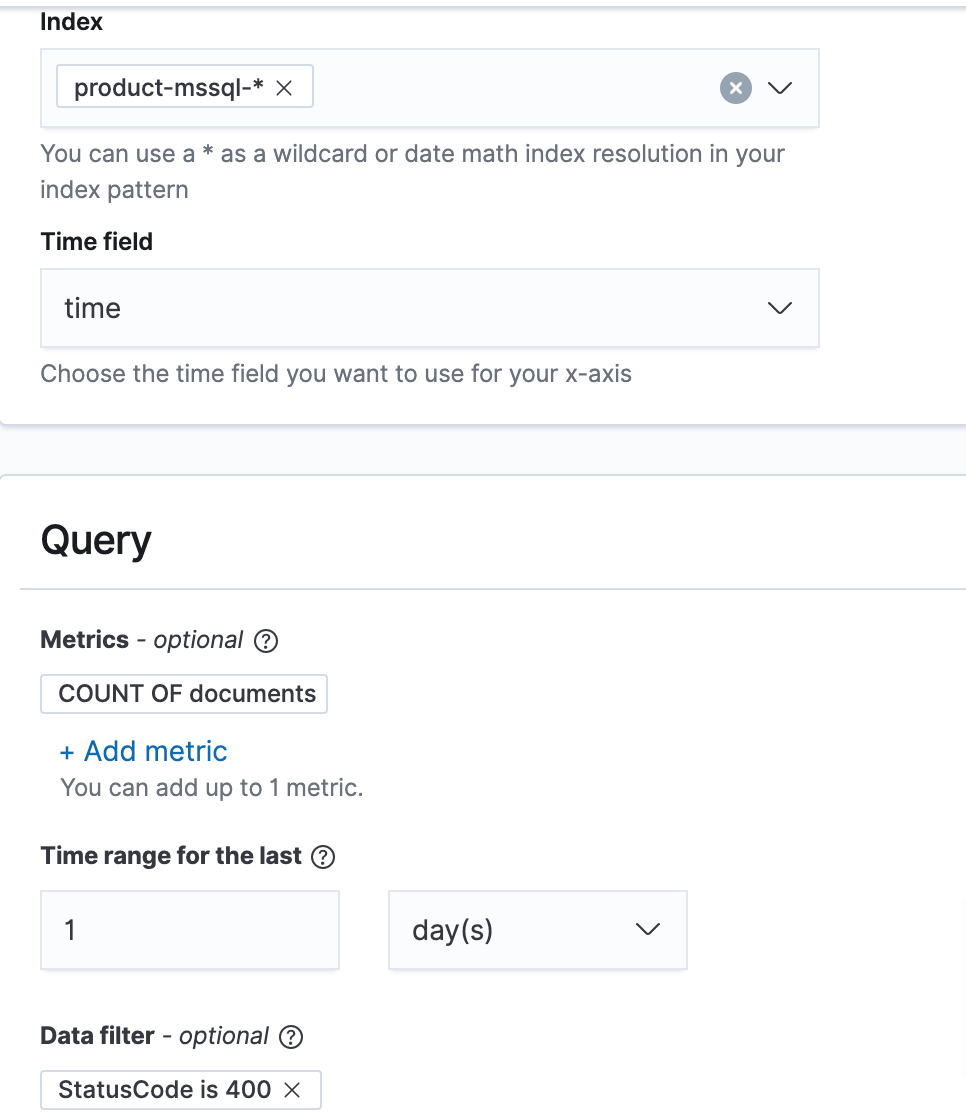 Index
product-mssql-* ×
You can use a * as a wildcard or date math index resolution in your
index pattern
Time field
time
Choose the time field you want to use for your x-axis
Query
Metrics - optional ?
COUNT OF documents
+ Add metric
You can add up to 1 metric.
Time range for the last ?
1 day(s)
Data filter - optional ?
StatusCode is 400 ×